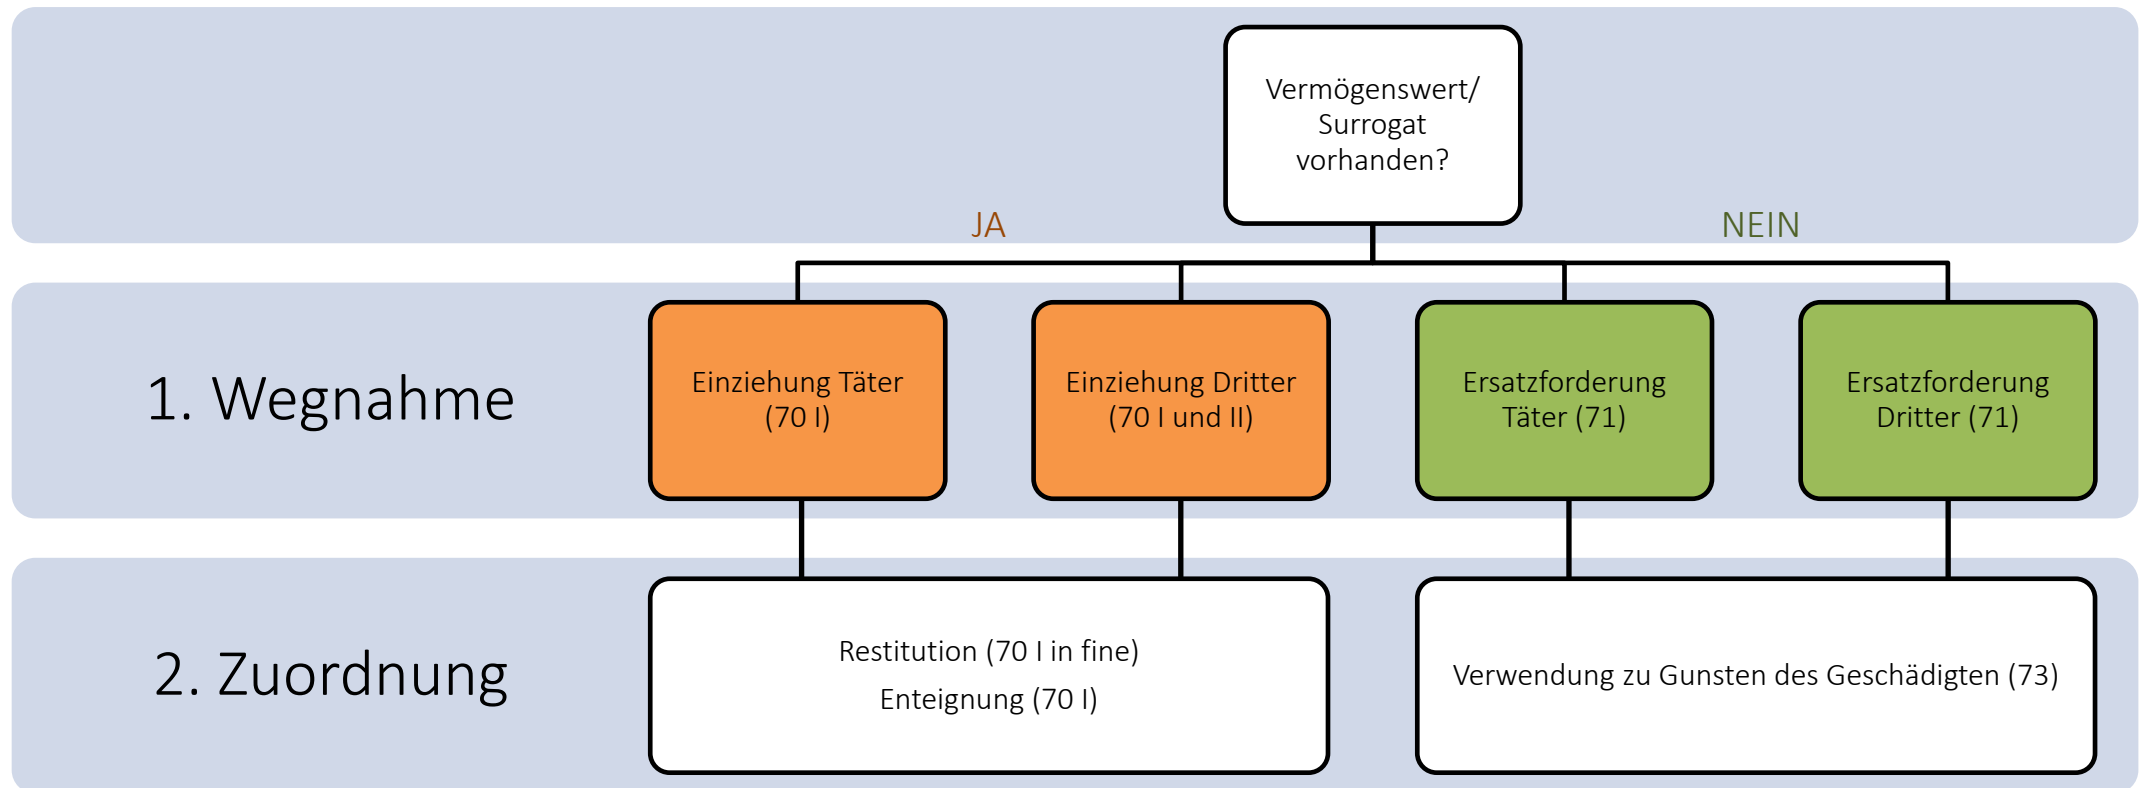 Vermögenswert/
Surrogat
vorhanden?
JA
NEIN
1. Wegnahme
Einziehung Täter
(70 I)
Einziehung Dritter
(70 I und II)
Ersatzforderung
Täter (71)
Ersatzforderung
Dritter (71)
2. Zuordnung
Restitution (70 I in fine)
Enteignung (70 I)
Verwendung zu Gunsten des Geschädigten (73)